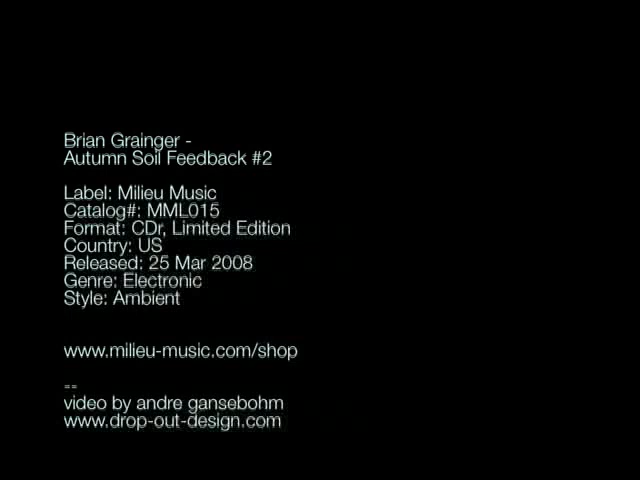 Brian Grainger -
Autumn Soil Feedback #2
Label: Milieu Music
Catalog#: MML015
Format: CDr, Limited Edition
Country: US
Released: 25 Mar 2008
Genre: Electronic
Style: Ambient
www.milieu-music.com/shop
==
video by andre gansebohm
www.drop-out-design.com